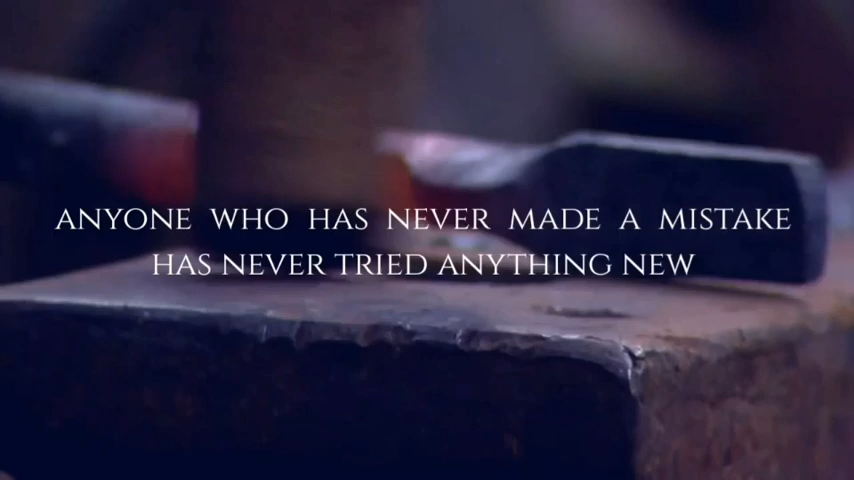 ANYONE WHO HAS NEVER MADE A MISTAKE
HAS NEVER TRIED ANYTHING NEW